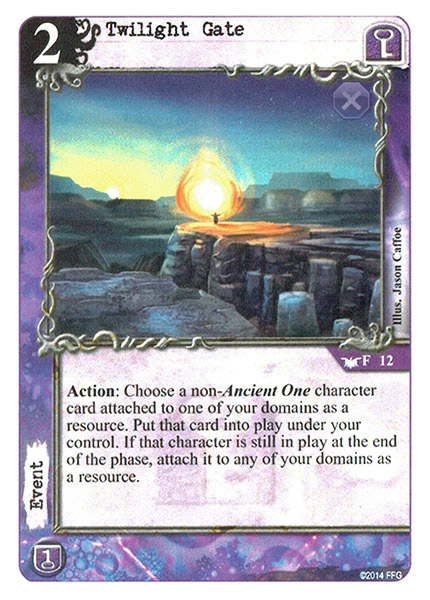 2
Twilight Gate
Illus. Jason Caffoe
F 12
Action: Choose a non-Ancient One character
card attached to one of your domains as a
resource. Put that card into play under your
control. If that character is still in play at the end
of the phase, attach it to any of your domains as
a resource.
Event
1
©2014 FFG